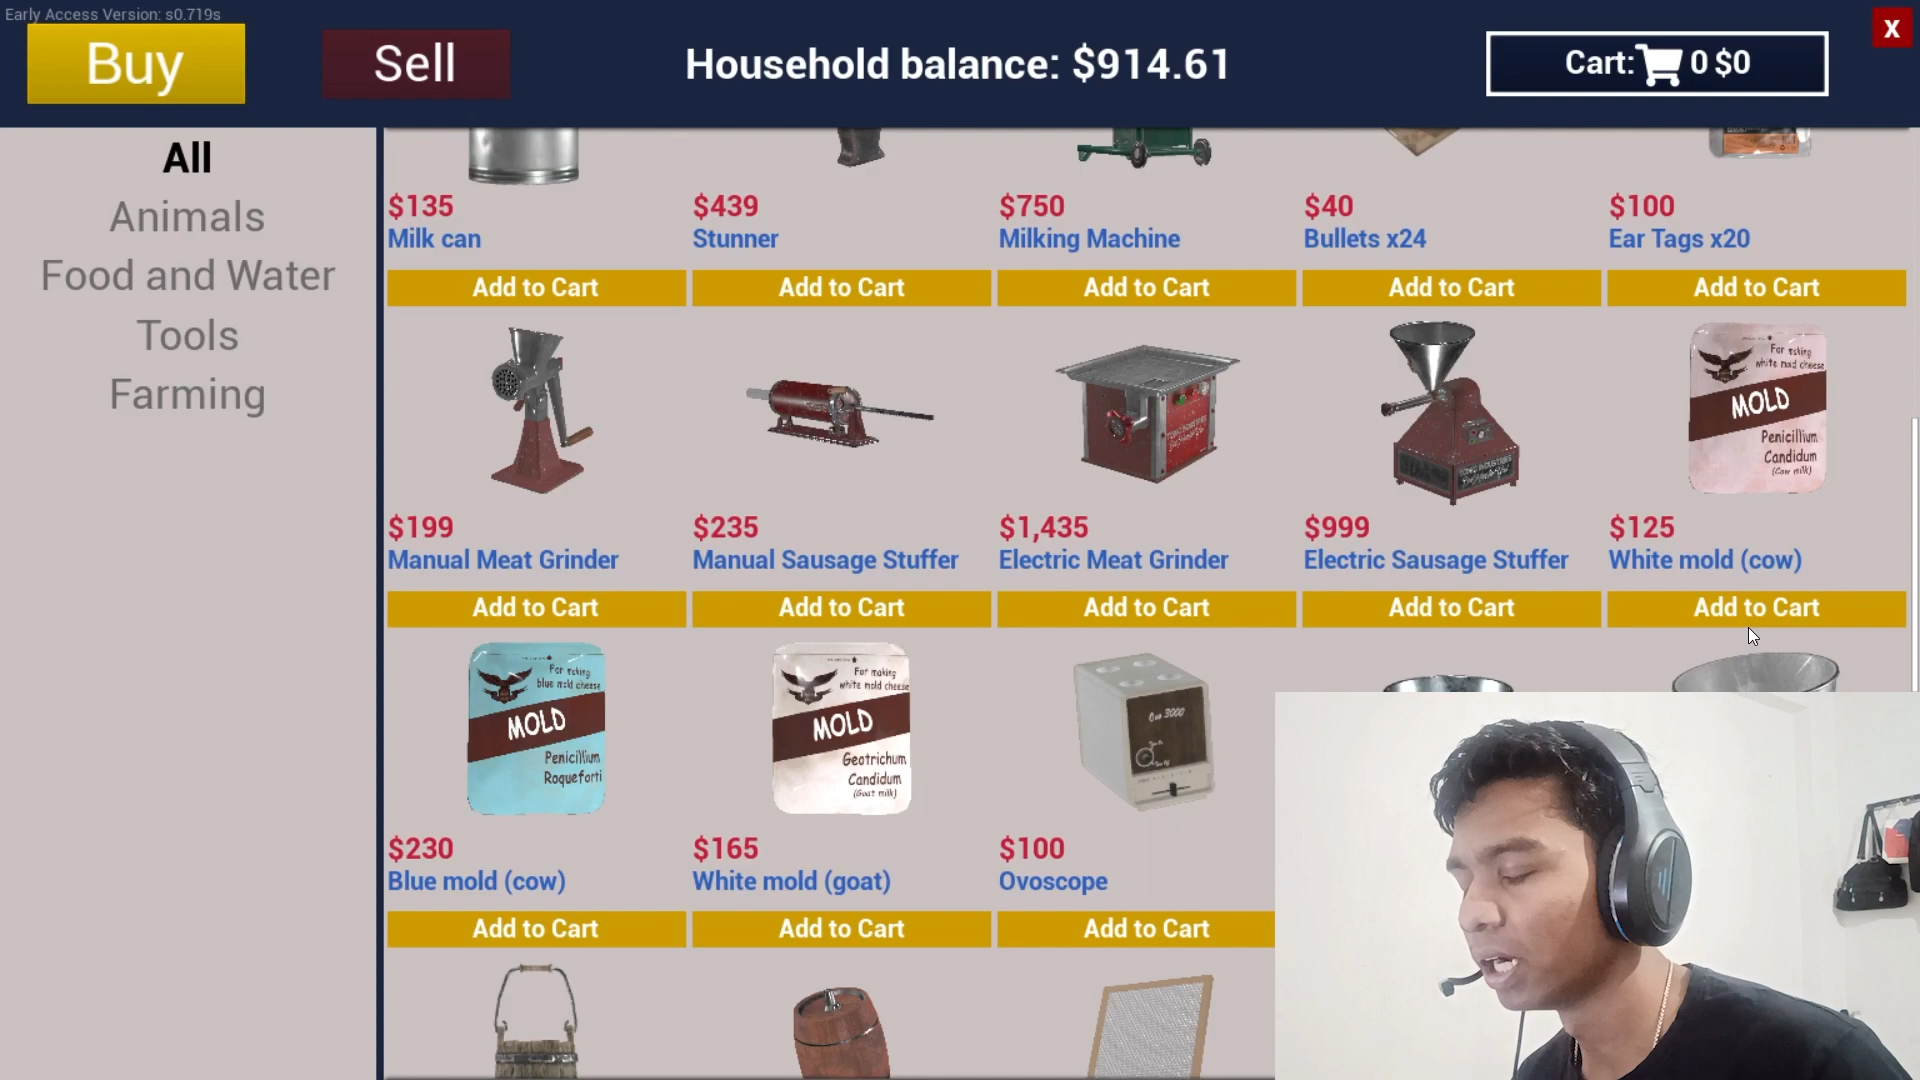 Early Access Version: s0.719s
Buy
Sell
Household balance: $914.61
Cart: 0 $0
X
All
Animals
Food and Water
Tools
Farming
$135
Milk can
Add to Cart
$439
Stunner
Add to Cart
$750
Milking Machine
Add to Cart
$40
Bullets x24
Add to Cart
$100
Ear Tags x20
Add to Cart
$199
Manual Meat Grinder
Add to Cart
$235
Manual Sausage Stuffer
Add to Cart
$1,435
Electric Meat Grinder
Add to Cart
$999
Electric Sausage Stuffer
Add to Cart
For making
white mold cheese
MOLD
Penicillium
Candidum
(Cow milk)
$125
White mold (cow)
Add to Cart
For making
blue mold cheese
MOLD
Penicillium
Roqueforti
$230
Blue mold (cow)
Add to Cart
For making
white mold cheese
MOLD
Geotrichum
Candidum
(Goat milk)
$165
White mold (goat)
Add to Cart
Ovo 3000
$100
Ovoscope
Add to Cart